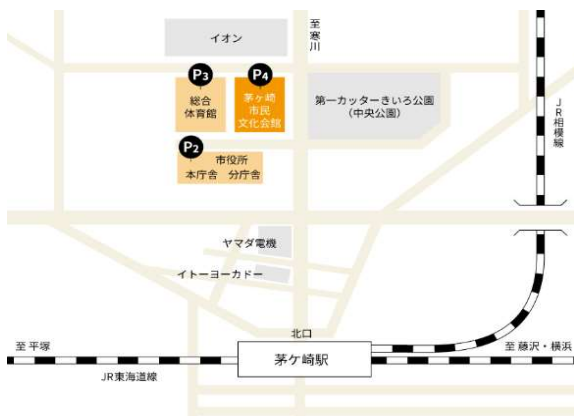 イオン
至
寒
川
P3
P4
総合
体育館
茅ヶ崎
市民
文化会館
第一カッターきいろ公園
(中央公園)
JR相模線
P2
市役所
本庁舎 分庁舎
ヤマダ電機
イトーヨーカドー
北口
至 平塚
茅ケ崎駅
至 藤沢・横浜
JR東海道線